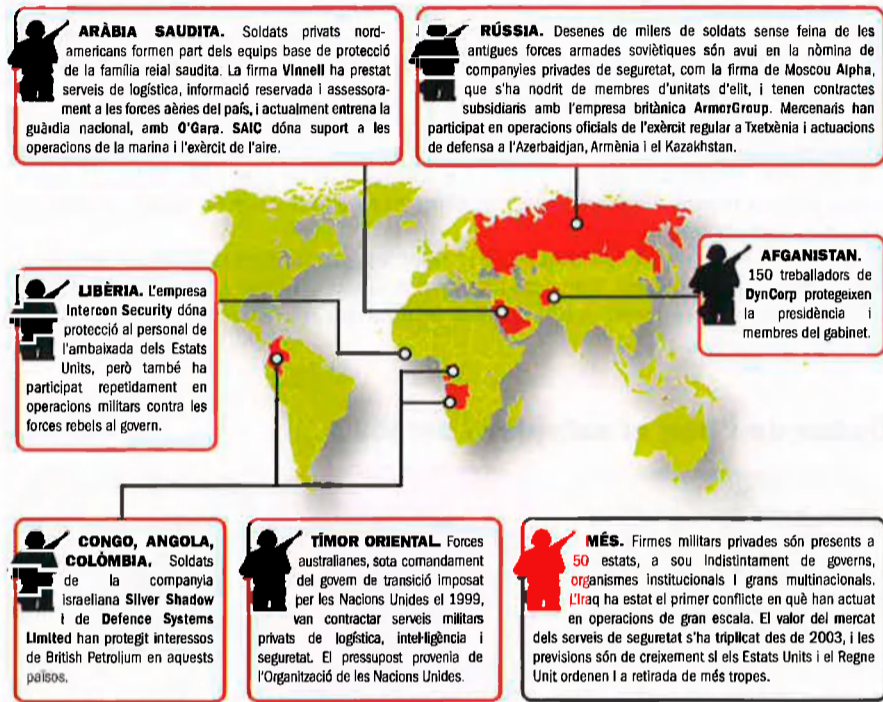 ARÀBIA SAUDITA. Soldats privats nord-
americans formen part dels equips base de protecció
de la família reial saudita. La firma Vinnell ha prestat
serveis de logística, informació reservada i assessora-
ment a les forces aèries del país, i actualment entrena la
guàrdia nacional, amb O'Gara. SAIC dóna suport a les
operacions de la marina i l'exèrcit de l'aire.
RÚSSIA. Desenes de milers de soldats sense feina de les
antigues forces armades soviètiques són avui en la nòmina de
companyies privades de seguretat, com la firma de Moscou Alpha,
que s'ha nodrit de membres d'unitats d'elit, i tenen contractes
subsidiaris amb l'empresa britànica ArmorGroup. Mercenaris han
participat en operacions oficials de l'exèrcit regular a Txetxènia i actuacions
de defensa a l'Azerbaidjan, Armènia i el Kazakhstan.
AFGANISTAN.
150 treballadors de
DynCorp protegeixen
la presidència i
membres del gabinet.
LIBÈRIA. L'empresa
Intercon Security dóna
protecció al personal de
l'ambaixada dels Estats
Units, però també ha
participat repetidament en
operacions militars contra les
forces rebels al govern.
CONGO, ANGOLA,
COLÒMBIA. Soldats
de la companyia
israeliana Silver Shadow
i de Defence Systems
Limited han protegit interessos
de British Petrolium en aquests
països.
TÍMOR ORIENTAL. Forces
australianes, sota comandament
del govern de transició imposat
per les Nacions Unides el 1999,
van contractar serveis militars
privats de logística, intel·ligència i
seguretat. El pressupost provenia de
l'Organització de les Nacions Unides.
MÉS. Firmes militars privades són presents a
50 estats, a sou indistintament de governs,
organismes institucionals i grans multinacionals.
L'Iraq ha estat el primer conflicte en què han actuat
en operacions de gran escala. El valor del mercat
dels serveis de seguretat s'ha triplicat des de 2003, i les
previsions són de creixement si els Estats Units i el Regne
Unit ordenen la retirada de més tropes.